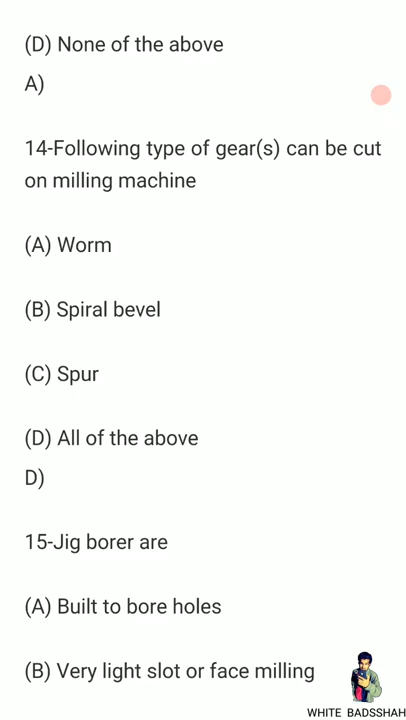 (D) None of the above
A)
14-Following type of gear(s) can be cut
on milling machine
(A) Worm
(B) Spiral bevel
(C) Spur
(D) All of the above
D)
15-Jig borer are
(A) Built to bore holes
(B) Very light slot or face milling
WHITE BADSSHAH